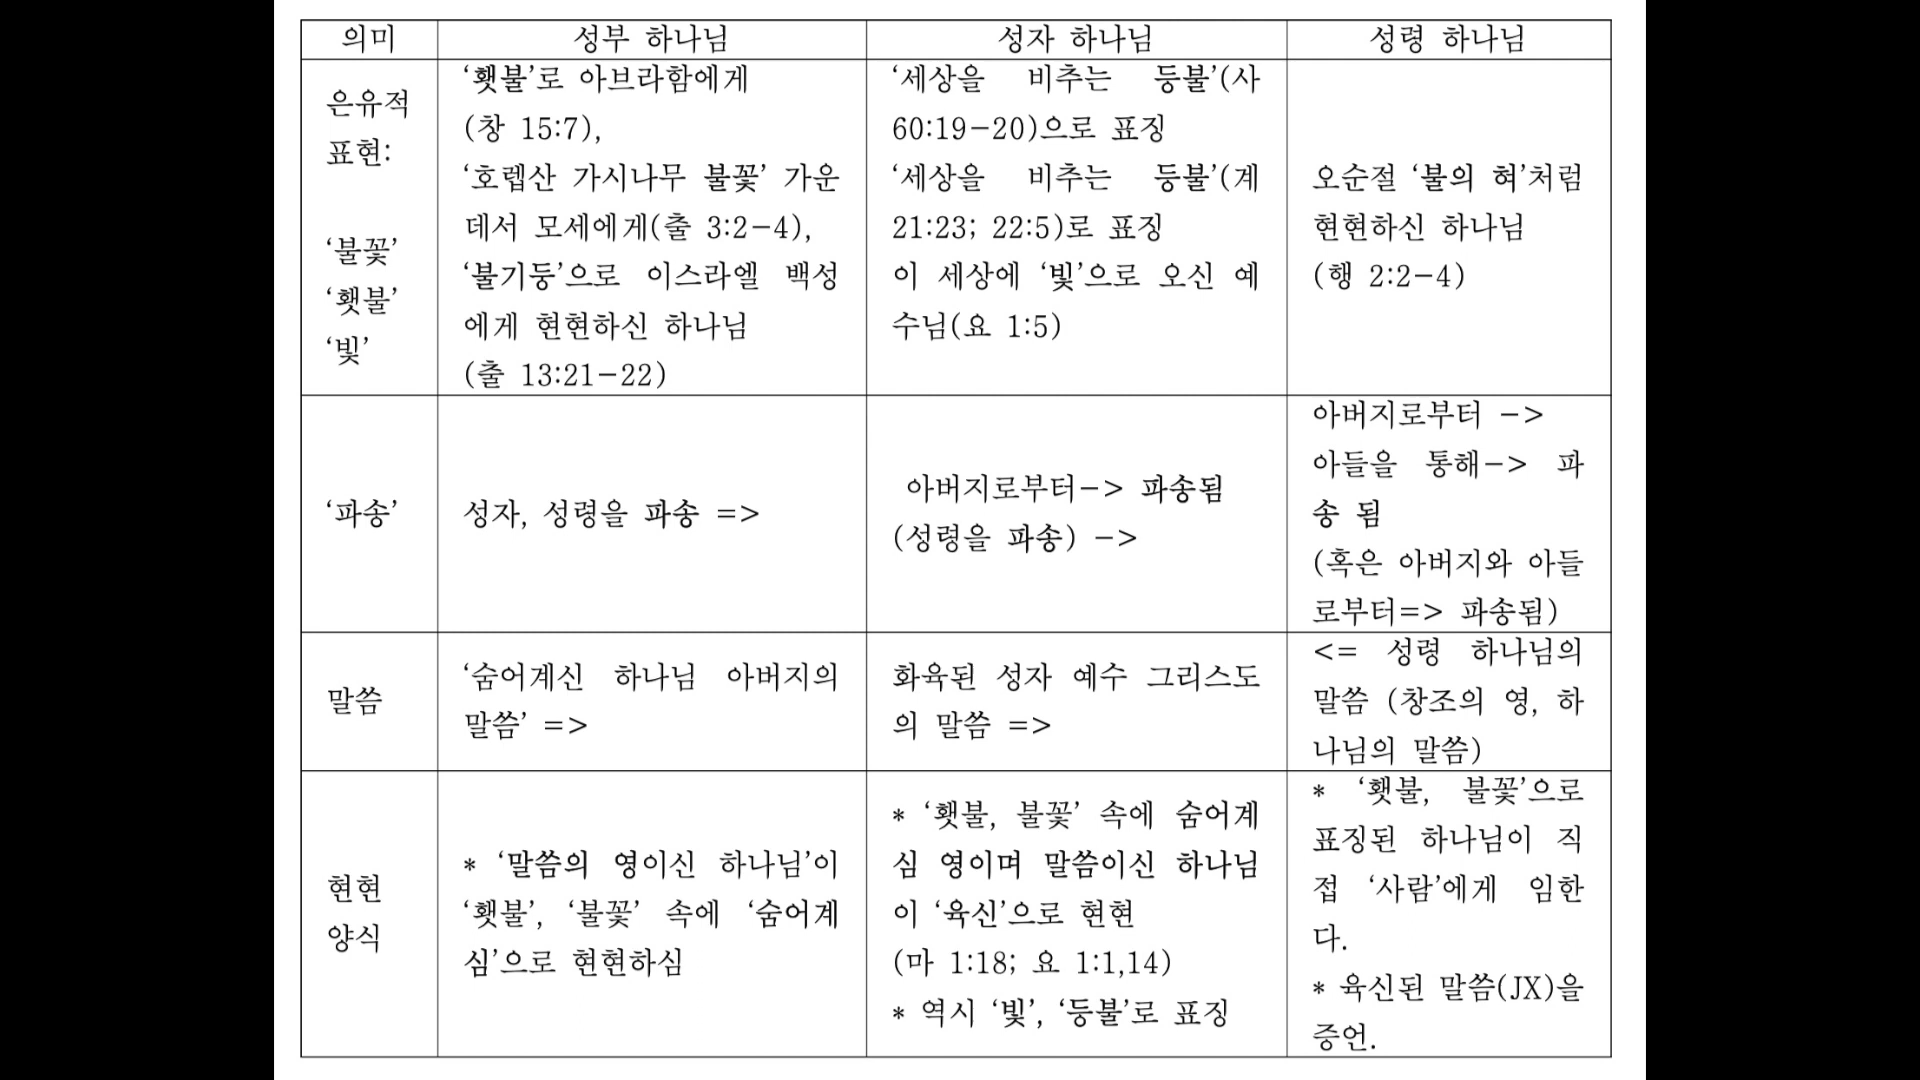 의미
성부 하나님
성자 하나님
성령 하나님
은유적
표현:
‘불꽃’
‘횃불’
‘빛’
‘횃불’로 아브라함에게
(창 15:7),
‘호렙산 가시나무 불꽃’ 가운
데서 모세에게(출 3:2-4),
‘불기둥’으로 이스라엘 백성
에게 현현하신 하나님
(출 13:21-22)
‘세상을 비추는 등불’(사
60:19-20)으로 표징
‘세상을 비추는 등불’(계
21:23; 22:5)로 표징
이 세상에 ‘빛’으로 오신 예
수님(요 1:5)
오순절 ‘불의 혀’처럼
현현하신 하나님
(행 2:2-4)
‘파송’
성자, 성령을 파송 =>
아버지로부터-> 파송됨
(성령을 파송) ->
아버지로부터 ->
아들을 통해-> 파
송 됨
(혹은 아버지와 아들
로부터=> 파송됨)
말씀
‘숨어계신 하나님 아버지의
말씀’ =>
화육된 성자 예수 그리스도
의 말씀 =>
<= 성령 하나님의
말씀 (창조의 영, 하
나님의 말씀)
현현
양식
* ‘말씀의 영이신 하나님’이
‘횃불’, ‘불꽃’ 속에 ‘숨어계
심’으로 현현하심
* ‘횃불, 불꽃’ 속에 숨어계
심 영이며 말씀이신 하나님
이 ‘육신’으로 현현
(마 1:18; 요 1:1,14)
* 역시 ‘빛’, ‘등불’로 표징
* ‘횃불, 불꽃’으로
표징된 하나님이 직
접 ‘사람’에게 임한
다.
* 육신된 말씀(JX)을
증언.